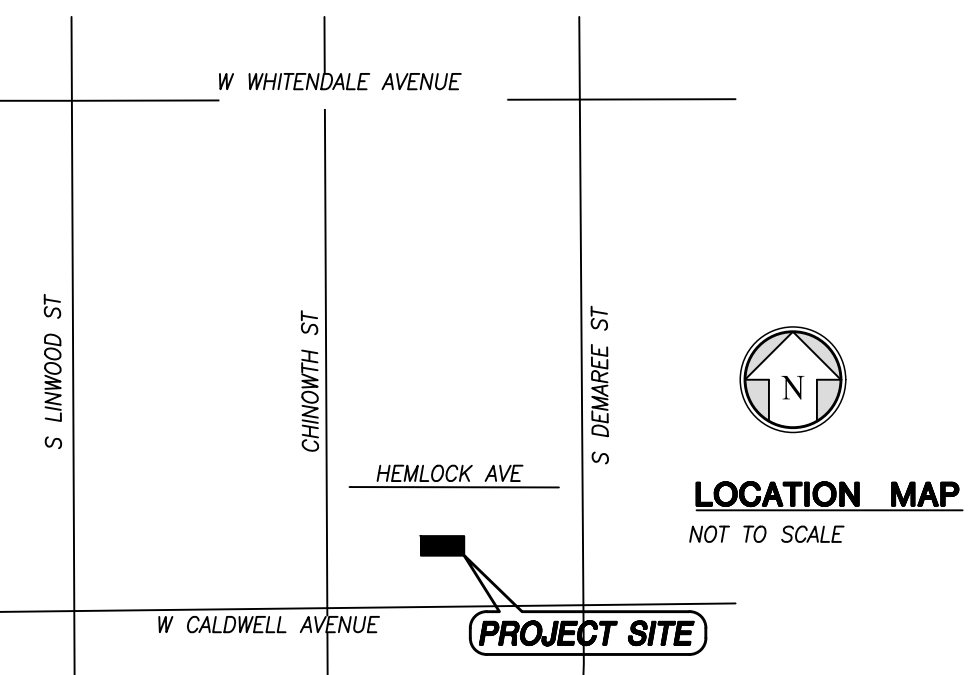 W WHITENDALE AVENUE
S LINWOOD ST
CHINOWTH ST
S DEMAREE ST
N
HEMLOCK AVE
LOCATION MAP
NOT TO SCALE
W CALDWELL AVENUE
PROJECT SITE